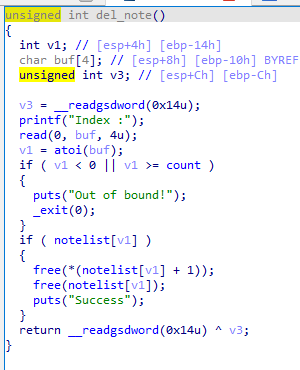 unsigned int del_note()
{
  int v1; // [esp+4h] [ebp-14h]
  char buf[4]; // [esp+8h] [ebp-10h] BYREF
  unsigned int v3; // [esp+Ch] [ebp-Ch]

  v3 = __readgsdword(0x14u);
  printf("Index :");
  read(0, buf, 4u);
  v1 = atoi(buf);
  if ( v1 < 0 || v1 >= count )
  {
    puts("Out of bound!");
    _exit(0);
  }
  if ( notelist[v1] )
  {
    free(*(notelist[v1] + 1));
    free(notelist[v1]);
    puts("Success");
  }
  return __readgsdword(0x14u) ^ v3;
}